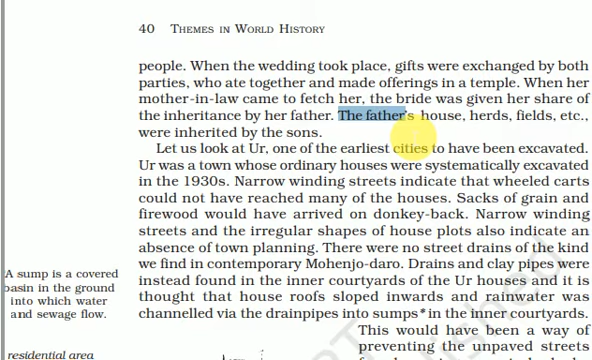 40 THEMES IN WORLD HISTORY
people. When the wedding took place, gifts were exchanged by both
parties, who ate together and made offerings in a temple. When her
mother-in-law came to fetch her, the bride was given her share of
the inheritance by her father. The father's house, herds, fields, etc.,
were inherited by the sons.
Let us look at Ur, one of the earliest cities to have been excavated.
Ur was a town whose ordinary houses were systematically excavated
in the 1930s. Narrow winding streets indicate that wheeled carts
could not have reached many of the houses. Sacks of grain and
firewood would have arrived on donkey-back. Narrow winding
streets and the irregular shapes of house plots also indicate an
absence of town planning. There were no street drains of the kind
we find in contemporary Mohenjo-daro. Drains and clay pipes were
instead found in the inner courtyards of the Ur houses and it is
thought that house roofs sloped inwards and rainwater was
channelled via the drainpipes into sumps* in the inner courtyards.
This would have been a way of
preventing the unpaved streets
A sump is a covered
basin in the ground
into which water
and sewage flow.
residential area